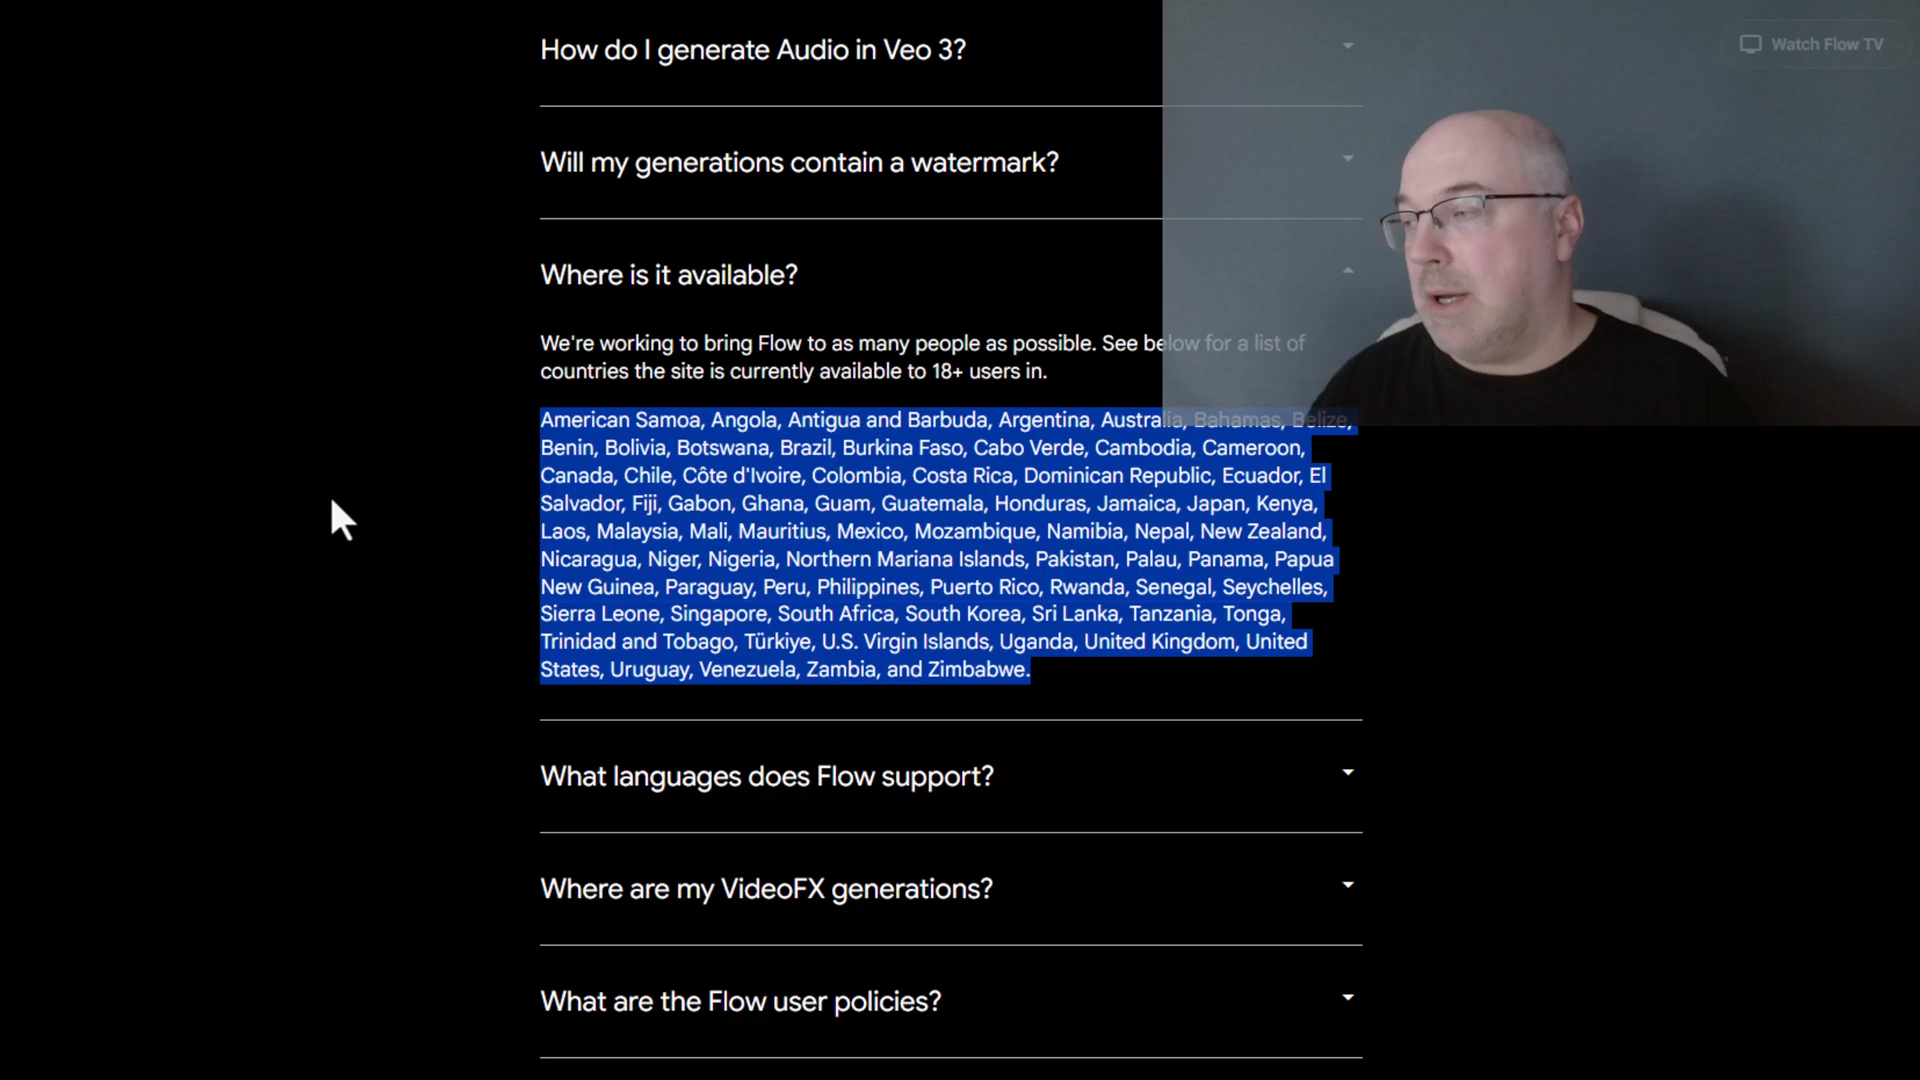 How do I generate Audio in Veo 3?
Watch Flow TV
Will my generations contain a watermark?
Where is it available?
We're working to bring Flow to as many people as possible. See below for a list of
countries the site is currently available to 18+ users in.
American Samoa, Angola, Antigua and Barbuda, Argentina, Australia, Bahamas, Belize,
Benin, Bolivia, Botswana, Brazil, Burkina Faso, Cabo Verde, Cambodia, Cameroon,
Canada, Chile, Côte d'Ivoire, Colombia, Costa Rica, Dominican Republic, Ecuador, El
Salvador, Fiji, Gabon, Ghana, Guam, Guatemala, Honduras, Jamaica, Japan, Kenya,
Laos, Malaysia, Mali, Mauritius, Mexico, Mozambique, Namibia, Nepal, New Zealand,
Nicaragua, Niger, Nigeria, Northern Mariana Islands, Pakistan, Palau, Panama, Papua
New Guinea, Paraguay, Peru, Philippines, Puerto Rico, Rwanda, Senegal, Seychelles,
Sierra Leone, Singapore, South Africa, South Korea, Sri Lanka, Tanzania, Tonga,
Trinidad and Tobago, Türkiye, U.S. Virgin Islands, Uganda, United Kingdom, United
States, Uruguay, Venezuela, Zambia, and Zimbabwe.
What languages does Flow support?
Where are my VideoFX generations?
What are the Flow user policies?